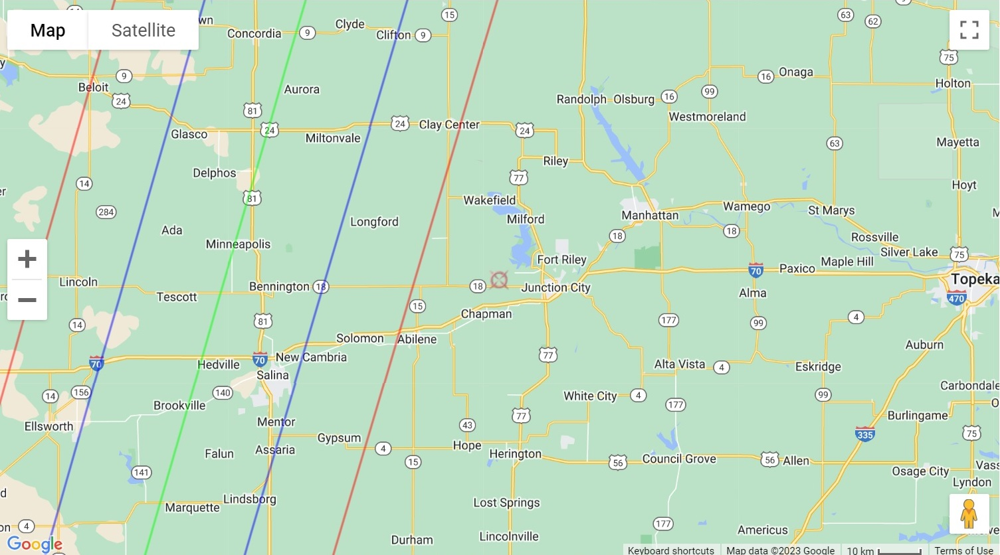 Map
Satellite
14
wn
Concordia
9
Clyde
Clifton
9
15
63
62
75
y
9
Beloit
24
Aurora
81
Randolph
Olsburg
16
99
16
Onaga
Holton
Westmoreland
Glasco
24
Miltonvale
24
Clay Center
24
63
Mayetta
Riley
Delphos
14
81
77
Hoyt
er
284
Wakefield
Milford
Manhattan
Wamego
St Marys
M
Ada
Longford
Minneapolis
18
18
Rossville
Silver Lake
75
Fort Riley
Maple Hill
70
Paxico
Lincoln
Bennington
18
18
Junction City
Topeka
Tescott
Alma
470
15
Chapman
14
81
177
99
4
Solomon
Abilene
Auburn
70
Hedville
70
New Cambria
77
Alta Vista
4
Eskridge
Salina
14
156
140
White City
4
99
Carbondale
Brookville
177
O
Ellsworth
Mentor
43
77
Burlingame
335
75
Gypsum
4
Hope
Falun
Assaria
Herington
56
Council Grove
56
Allen
15
Vass
141
Osage City
Lyndon
d
Lindsborg
Marquette
Lost Springs
on
4
177
Americus
Durham
Lincolnville
Google
Keyboard shortcuts
Map data ©2023 Google
10 km
Terms of Use